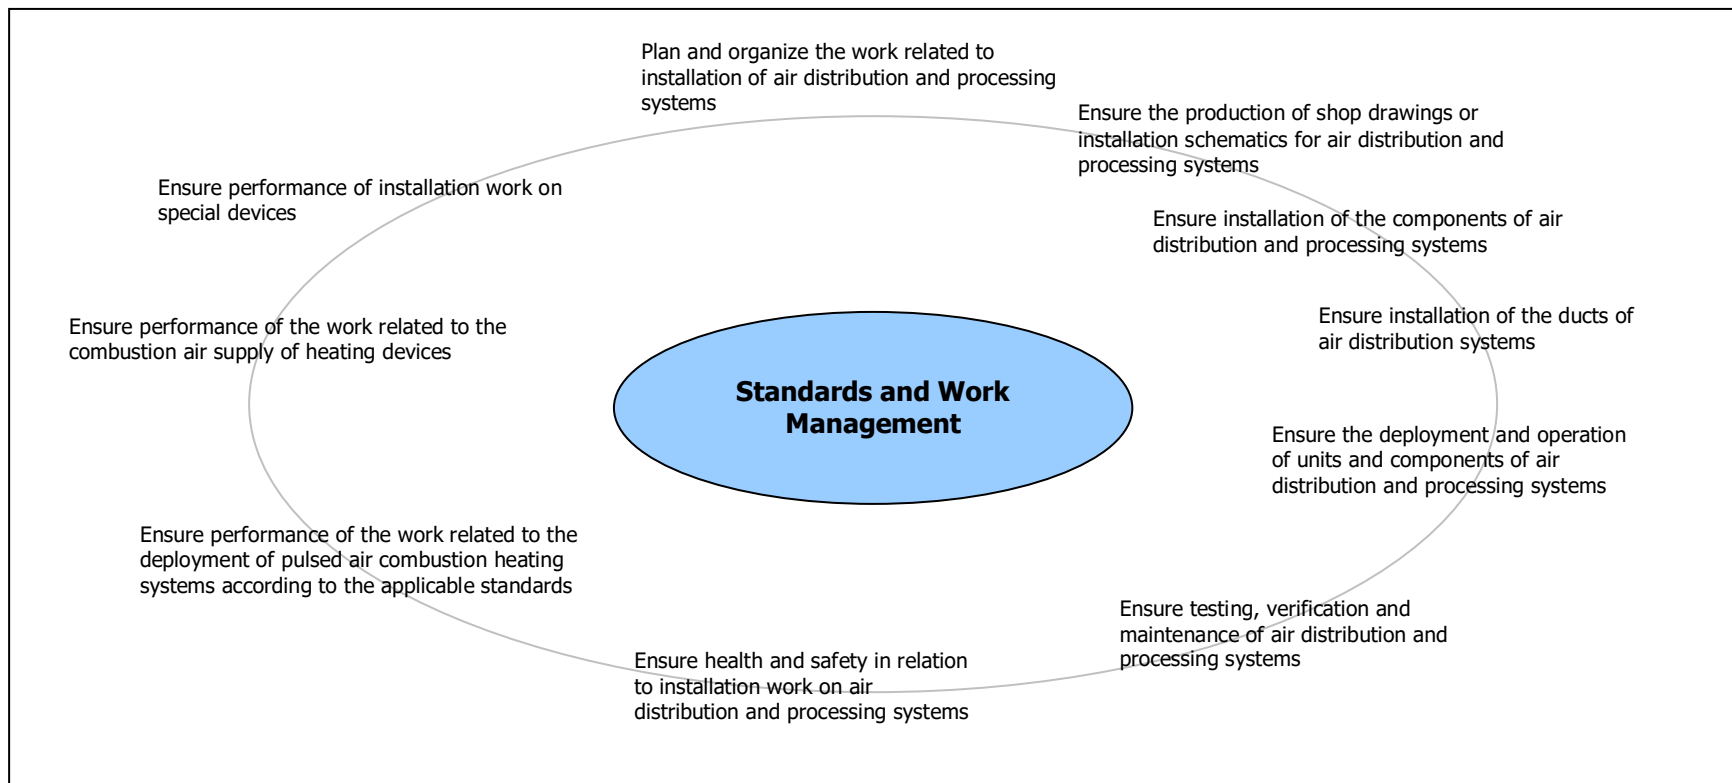 Plan and organize the work related to
installation of air distribution and processing
systems
Ensure the production of shop drawings or
installation schematics for air distribution and
processing systems
Ensure installation of the components of air
distribution and processing systems
Ensure installation of the ducts of
air distribution systems
Ensure the deployment and operation
of units and components of air
distribution and processing systems
Ensure testing, verification and
maintenance of air distribution and
processing systems
Ensure health and safety in relation
to installation work on air
distribution and processing systems
Ensure performance of the work related to the
deployment of pulsed air combustion heating
systems according to the applicable standards
Ensure performance of the work related to the
combustion air supply of heating devices
Ensure performance of installation work on
special devices
Standards and Work
Management